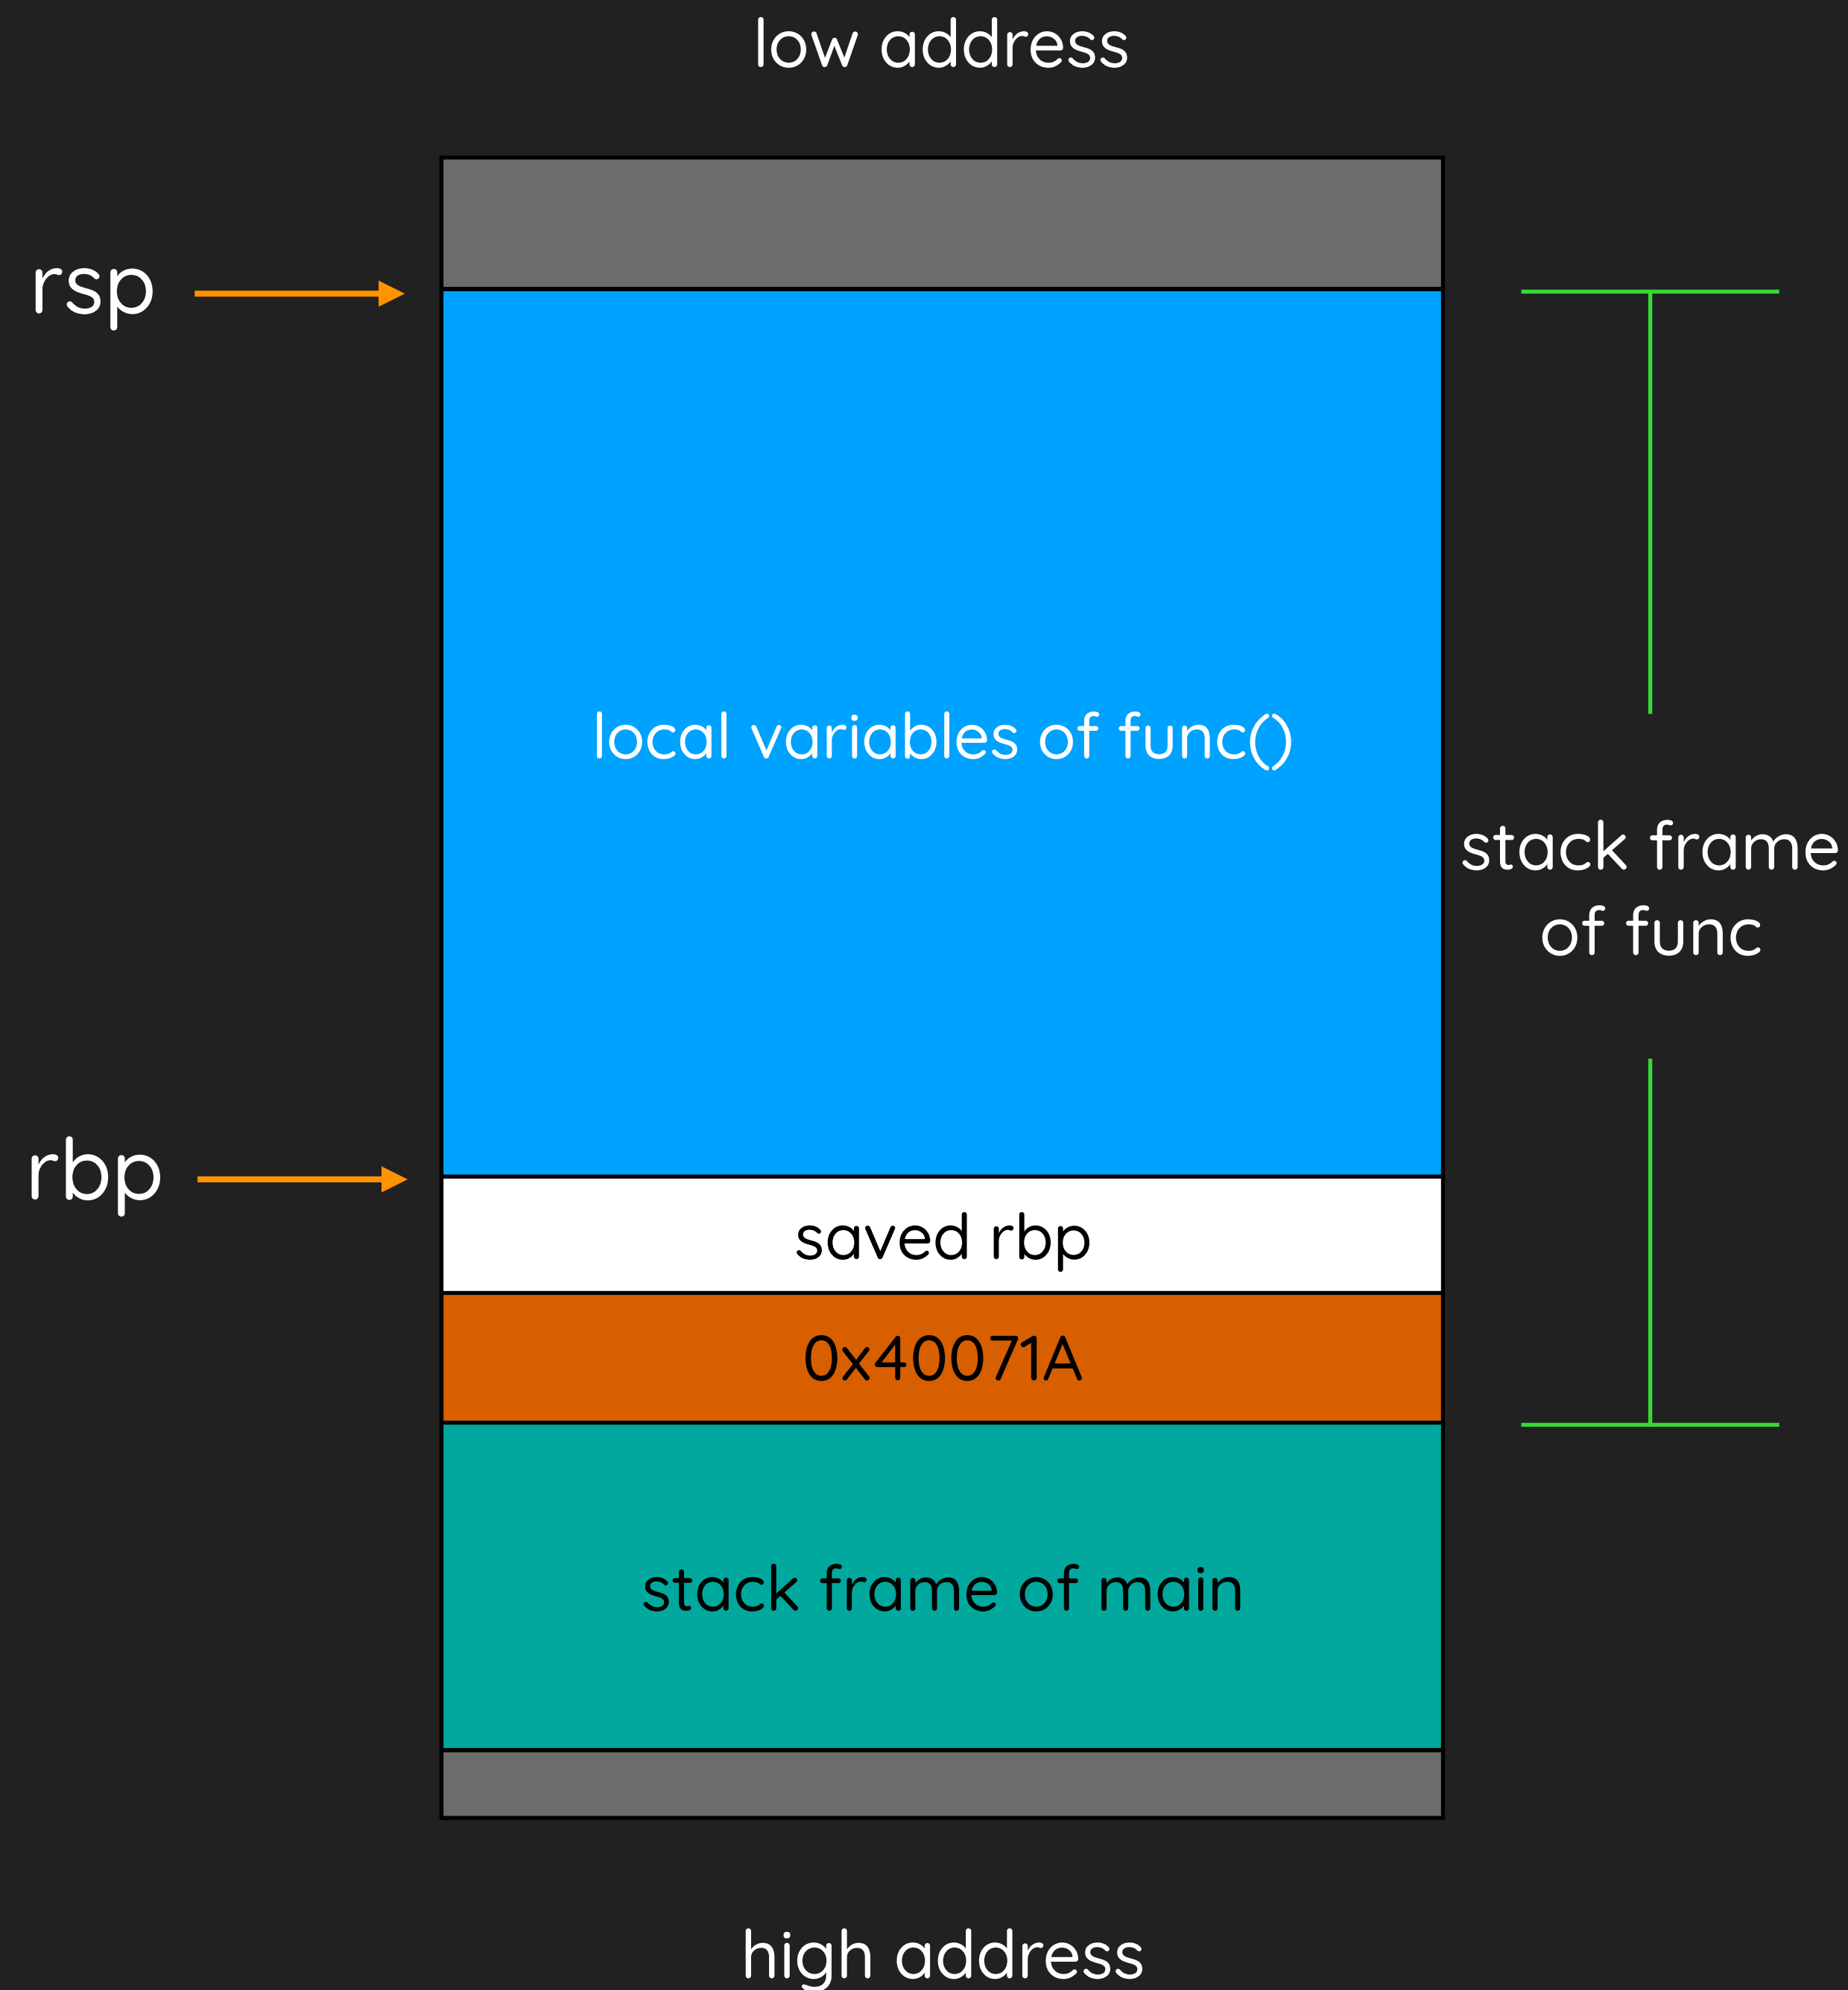 low address
rsp
local variables of func()
stack frame
of func
rbp
saved rbp
0x40071A
stack frame of main
high address